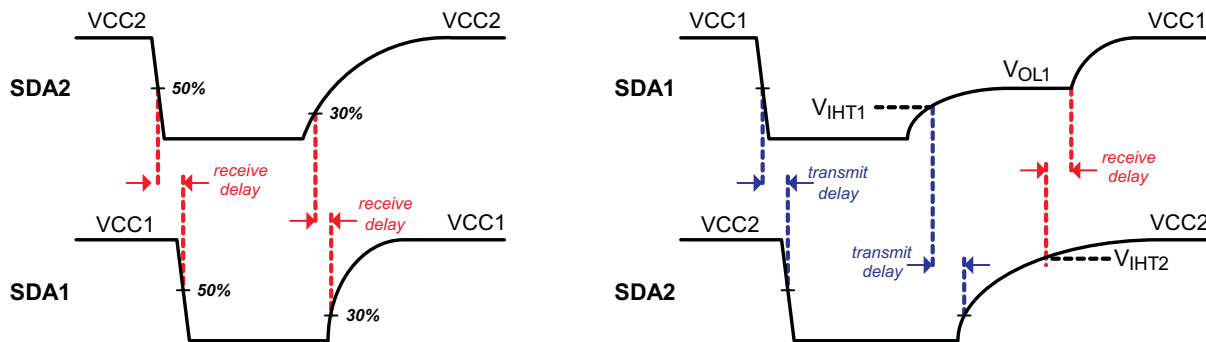 VCC2
VCC2
SDA2
50%
30%
receive
delay
receive
delay
VCC1
VCC1
SDA1
50%
30%
VCC1
VCC1
SDA1
VOL1
VIHT1
transmit
delay
receive
delay
VCC2
VCC2
transmit
delay
VIHT2
SDA2